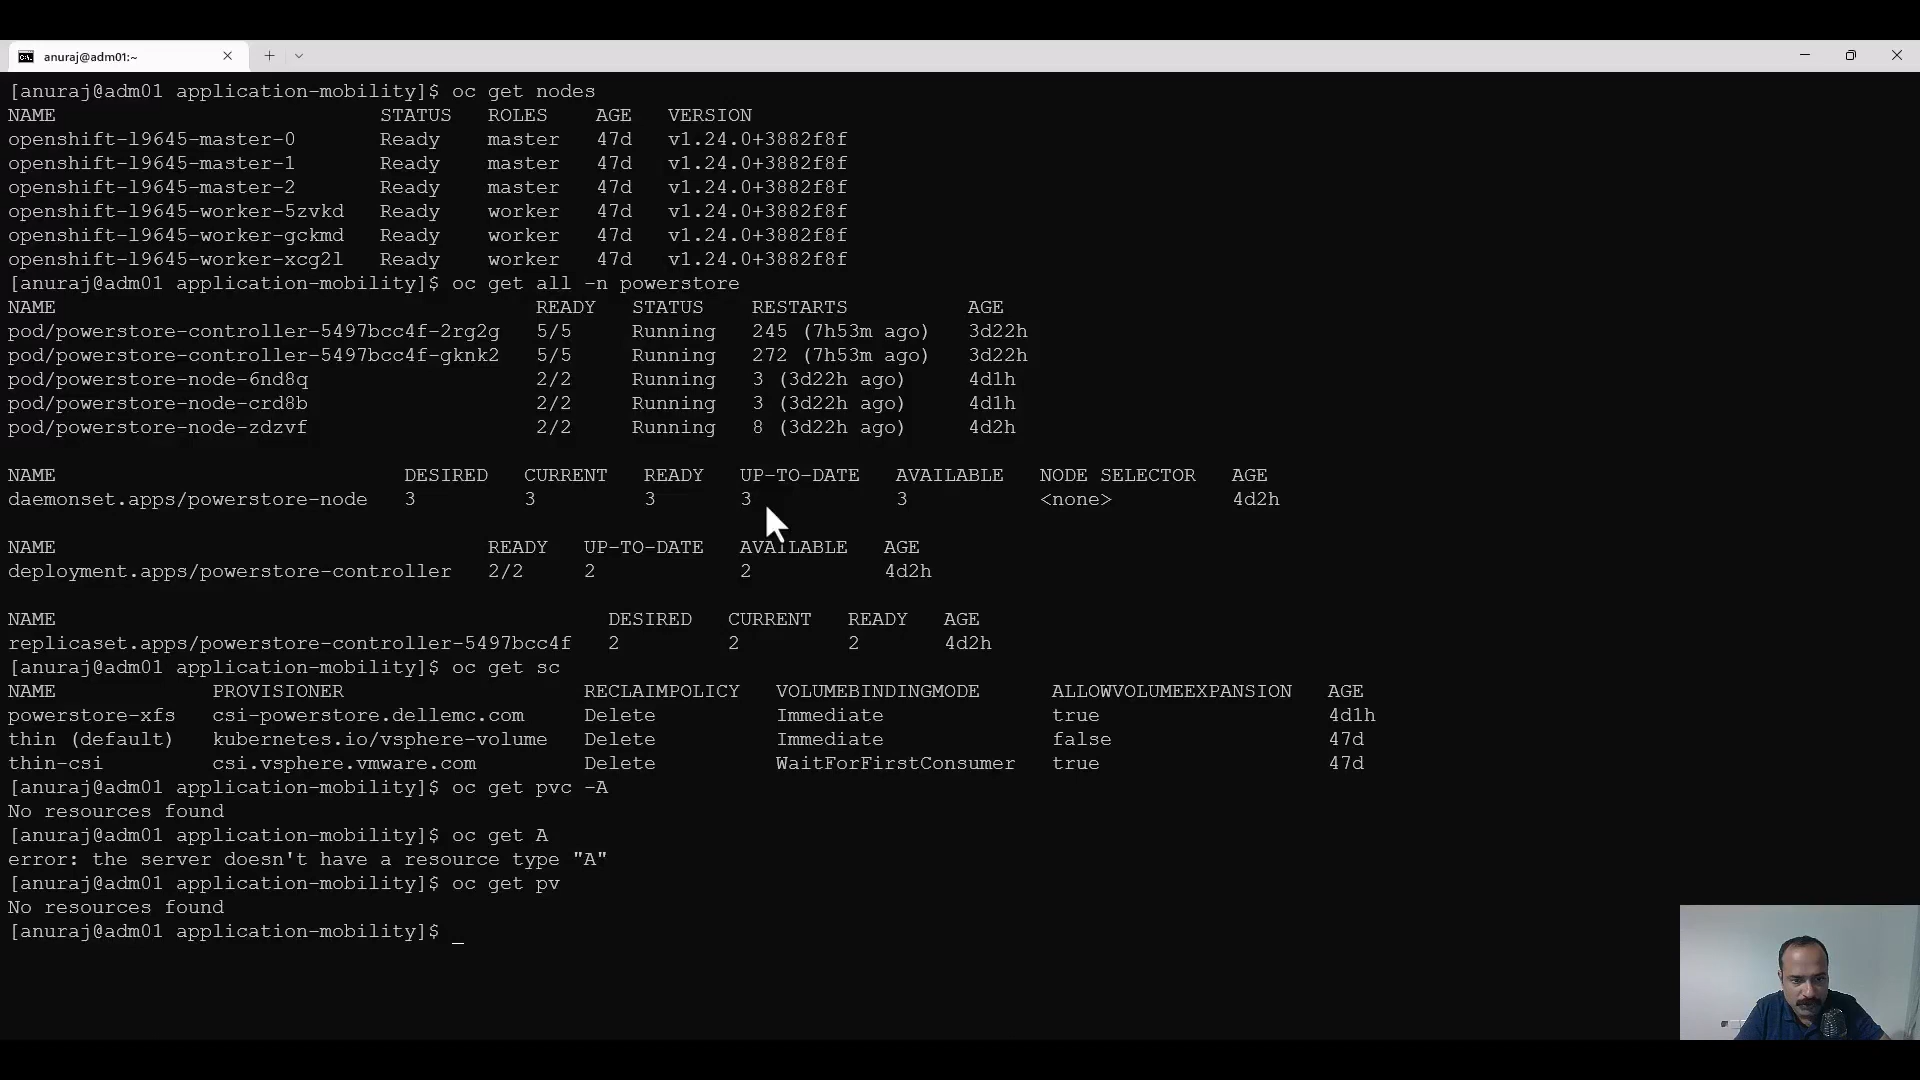 anuraj@adm01:~
[anuraj@adm01 application-mobility]$ oc get nodes
NAME STATUS ROLES AGE VERSION
openshift-l9645-master-0 Ready master 47d v1.24.0+3882f8f
openshift-l9645-master-1 Ready master 47d v1.24.0+3882f8f
openshift-l9645-master-2 Ready master 47d v1.24.0+3882f8f
openshift-l9645-worker-5zvkd Ready worker 47d v1.24.0+3882f8f
openshift-l9645-worker-gckmd Ready worker 47d v1.24.0+3882f8f
openshift-l9645-worker-xcg2l Ready worker 47d v1.24.0+3882f8f
[anuraj@adm01 application-mobility]$ oc get all -n powerstore
NAME READY STATUS RESTARTS AGE
pod/powerstore-controller-5497bcc4f-2rg2g 5/5 Running 245 (7h53m ago) 3d22h
pod/powerstore-controller-5497bcc4f-gknk2 5/5 Running 272 (7h53m ago) 3d22h
pod/powerstore-node-6nd8q 2/2 Running 3 (3d22h ago) 4d1h
pod/powerstore-node-crd8b 2/2 Running 3 (3d22h ago) 4d1h
pod/powerstore-node-zdzvf 2/2 Running 8 (3d22h ago) 4d2h
NAME DESIRED CURRENT READY UP-TO-DATE AVAILABLE NODE SELECTOR AGE
daemonset.apps/powerstore-node 3 3 3 3 3 <none> 4d2h
NAME READY UP-TO-DATE AVAILABLE AGE
deployment.apps/powerstore-controller 2/2 2 2 4d2h
NAME DESIRED CURRENT READY AGE
replicaset.apps/powerstore-controller-5497bcc4f 2 2 2 4d2h
[anuraj@adm01 application-mobility]$ oc get sc
NAME PROVISIONER RECLAIMPOLICY VOLUMEBINDINGMODE ALLOWVOLUMEEXPANSION AGE
powerstore-xfs csi-powerstore.dellemc.com Delete Immediate true 4d1h
thin (default) kubernetes.io/vsphere-volume Delete Immediate false 47d
thin-csi csi.vsphere.vmware.com Delete WaitForFirstConsumer true 47d
[anuraj@adm01 application-mobility]$ oc get pvc -A
No resources found
[anuraj@adm01 application-mobility]$ oc get A
error: the server doesn't have a resource type "A"
[anuraj@adm01 application-mobility]$ oc get pv
No resources found
[anuraj@adm01 application-mobility]$ _